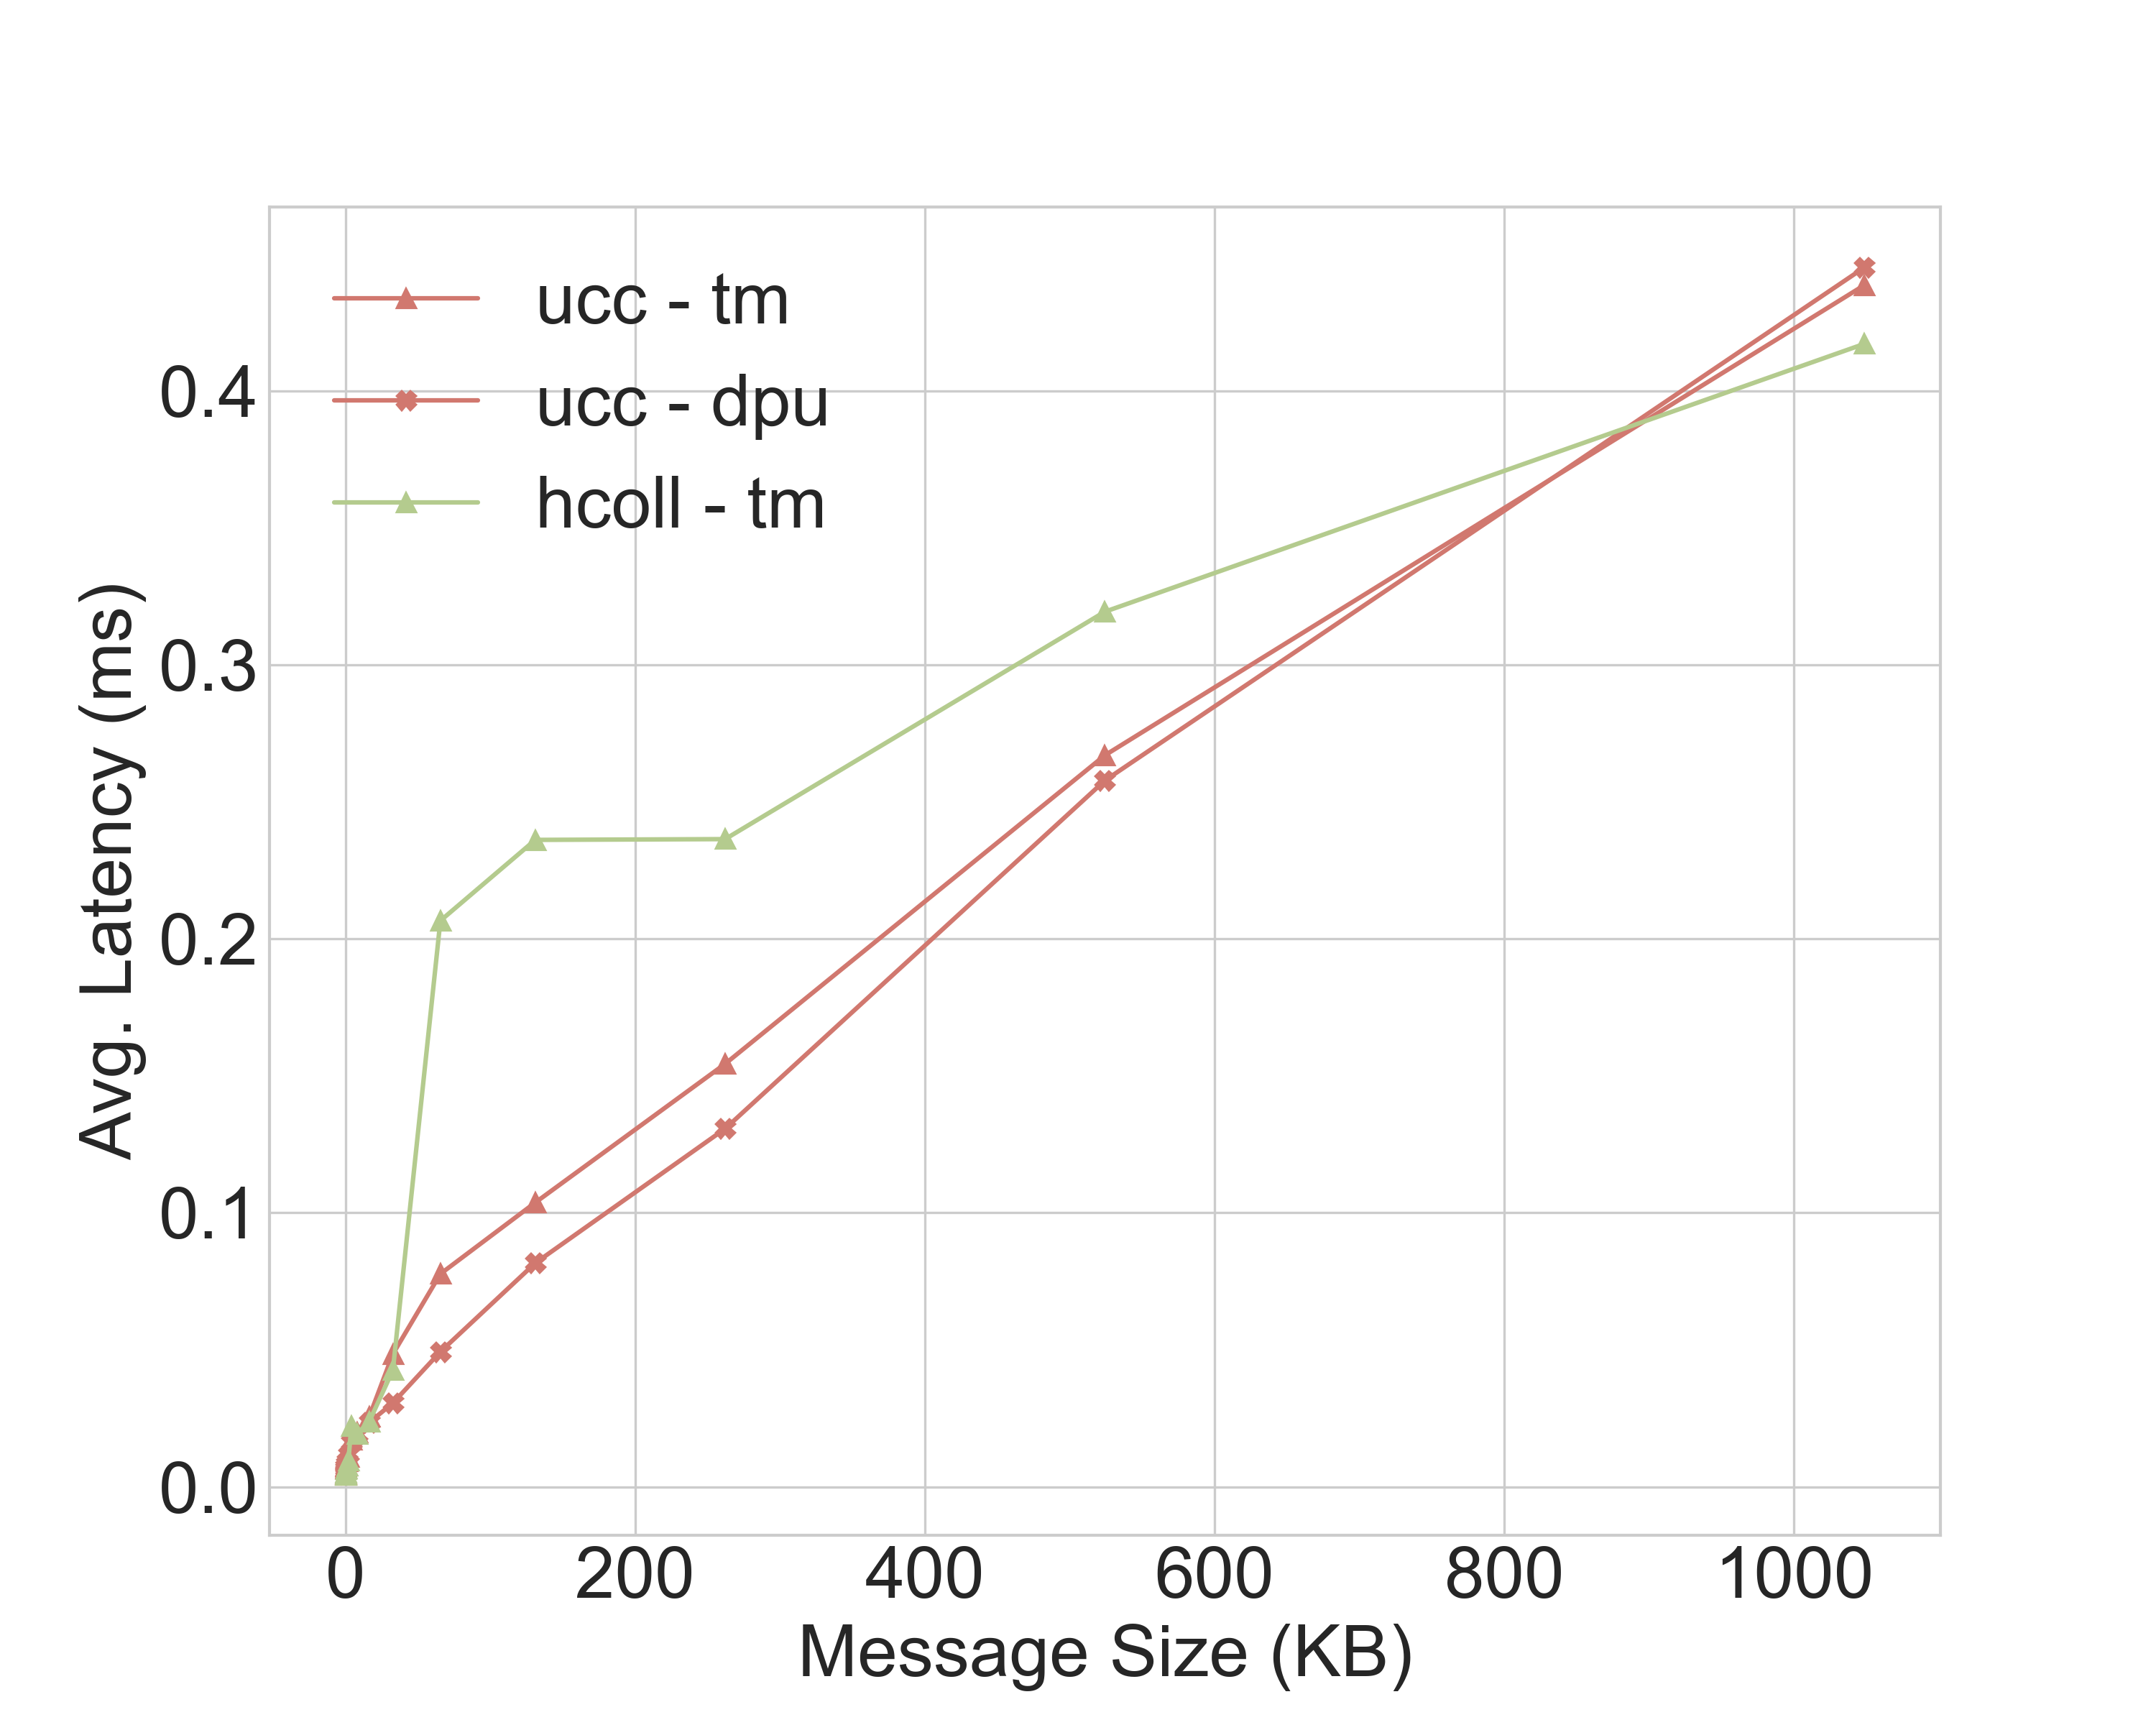 ucc - tm
ucc - dpu
hcoll - tm
0.4
0.3
0.2
0.1
0.0
Avg. Latency (ms)
0 200 400 600 800 1000
Message Size (KB)